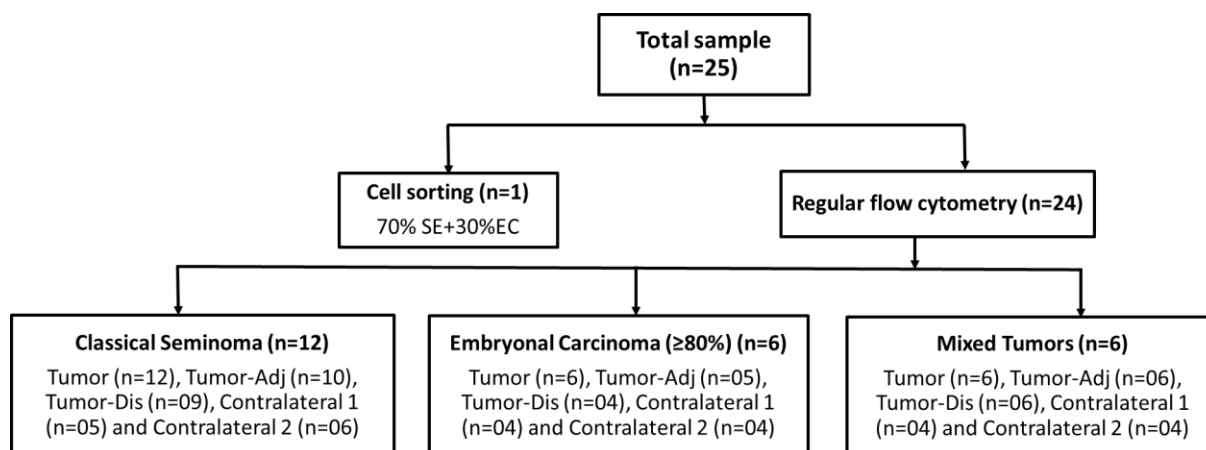 Total sample
(n=25)
Cell sorting (n=1)
70% SE+30%EC
Regular flow cytometry (n=24)
Classical Seminoma (n=12)
Tumor (n=12), Tumor-Adj (n=10),
Tumor-Dis (n=09), Contralateral 1
(n=05) and Contralateral 2 (n=06)
Embryonal Carcinoma (≥80%) (n=6)
Tumor (n=6), Tumor-Adj (n=05),
Tumor-Dis (n=04), Contralateral 1
(n=04) and Contralateral 2 (n=04)
Mixed Tumors (n=6)
Tumor (n=6), Tumor-Adj (n=06),
Tumor-Dis (n=06), Contralateral 1
(n=04) and Contralateral 2 (n=04)